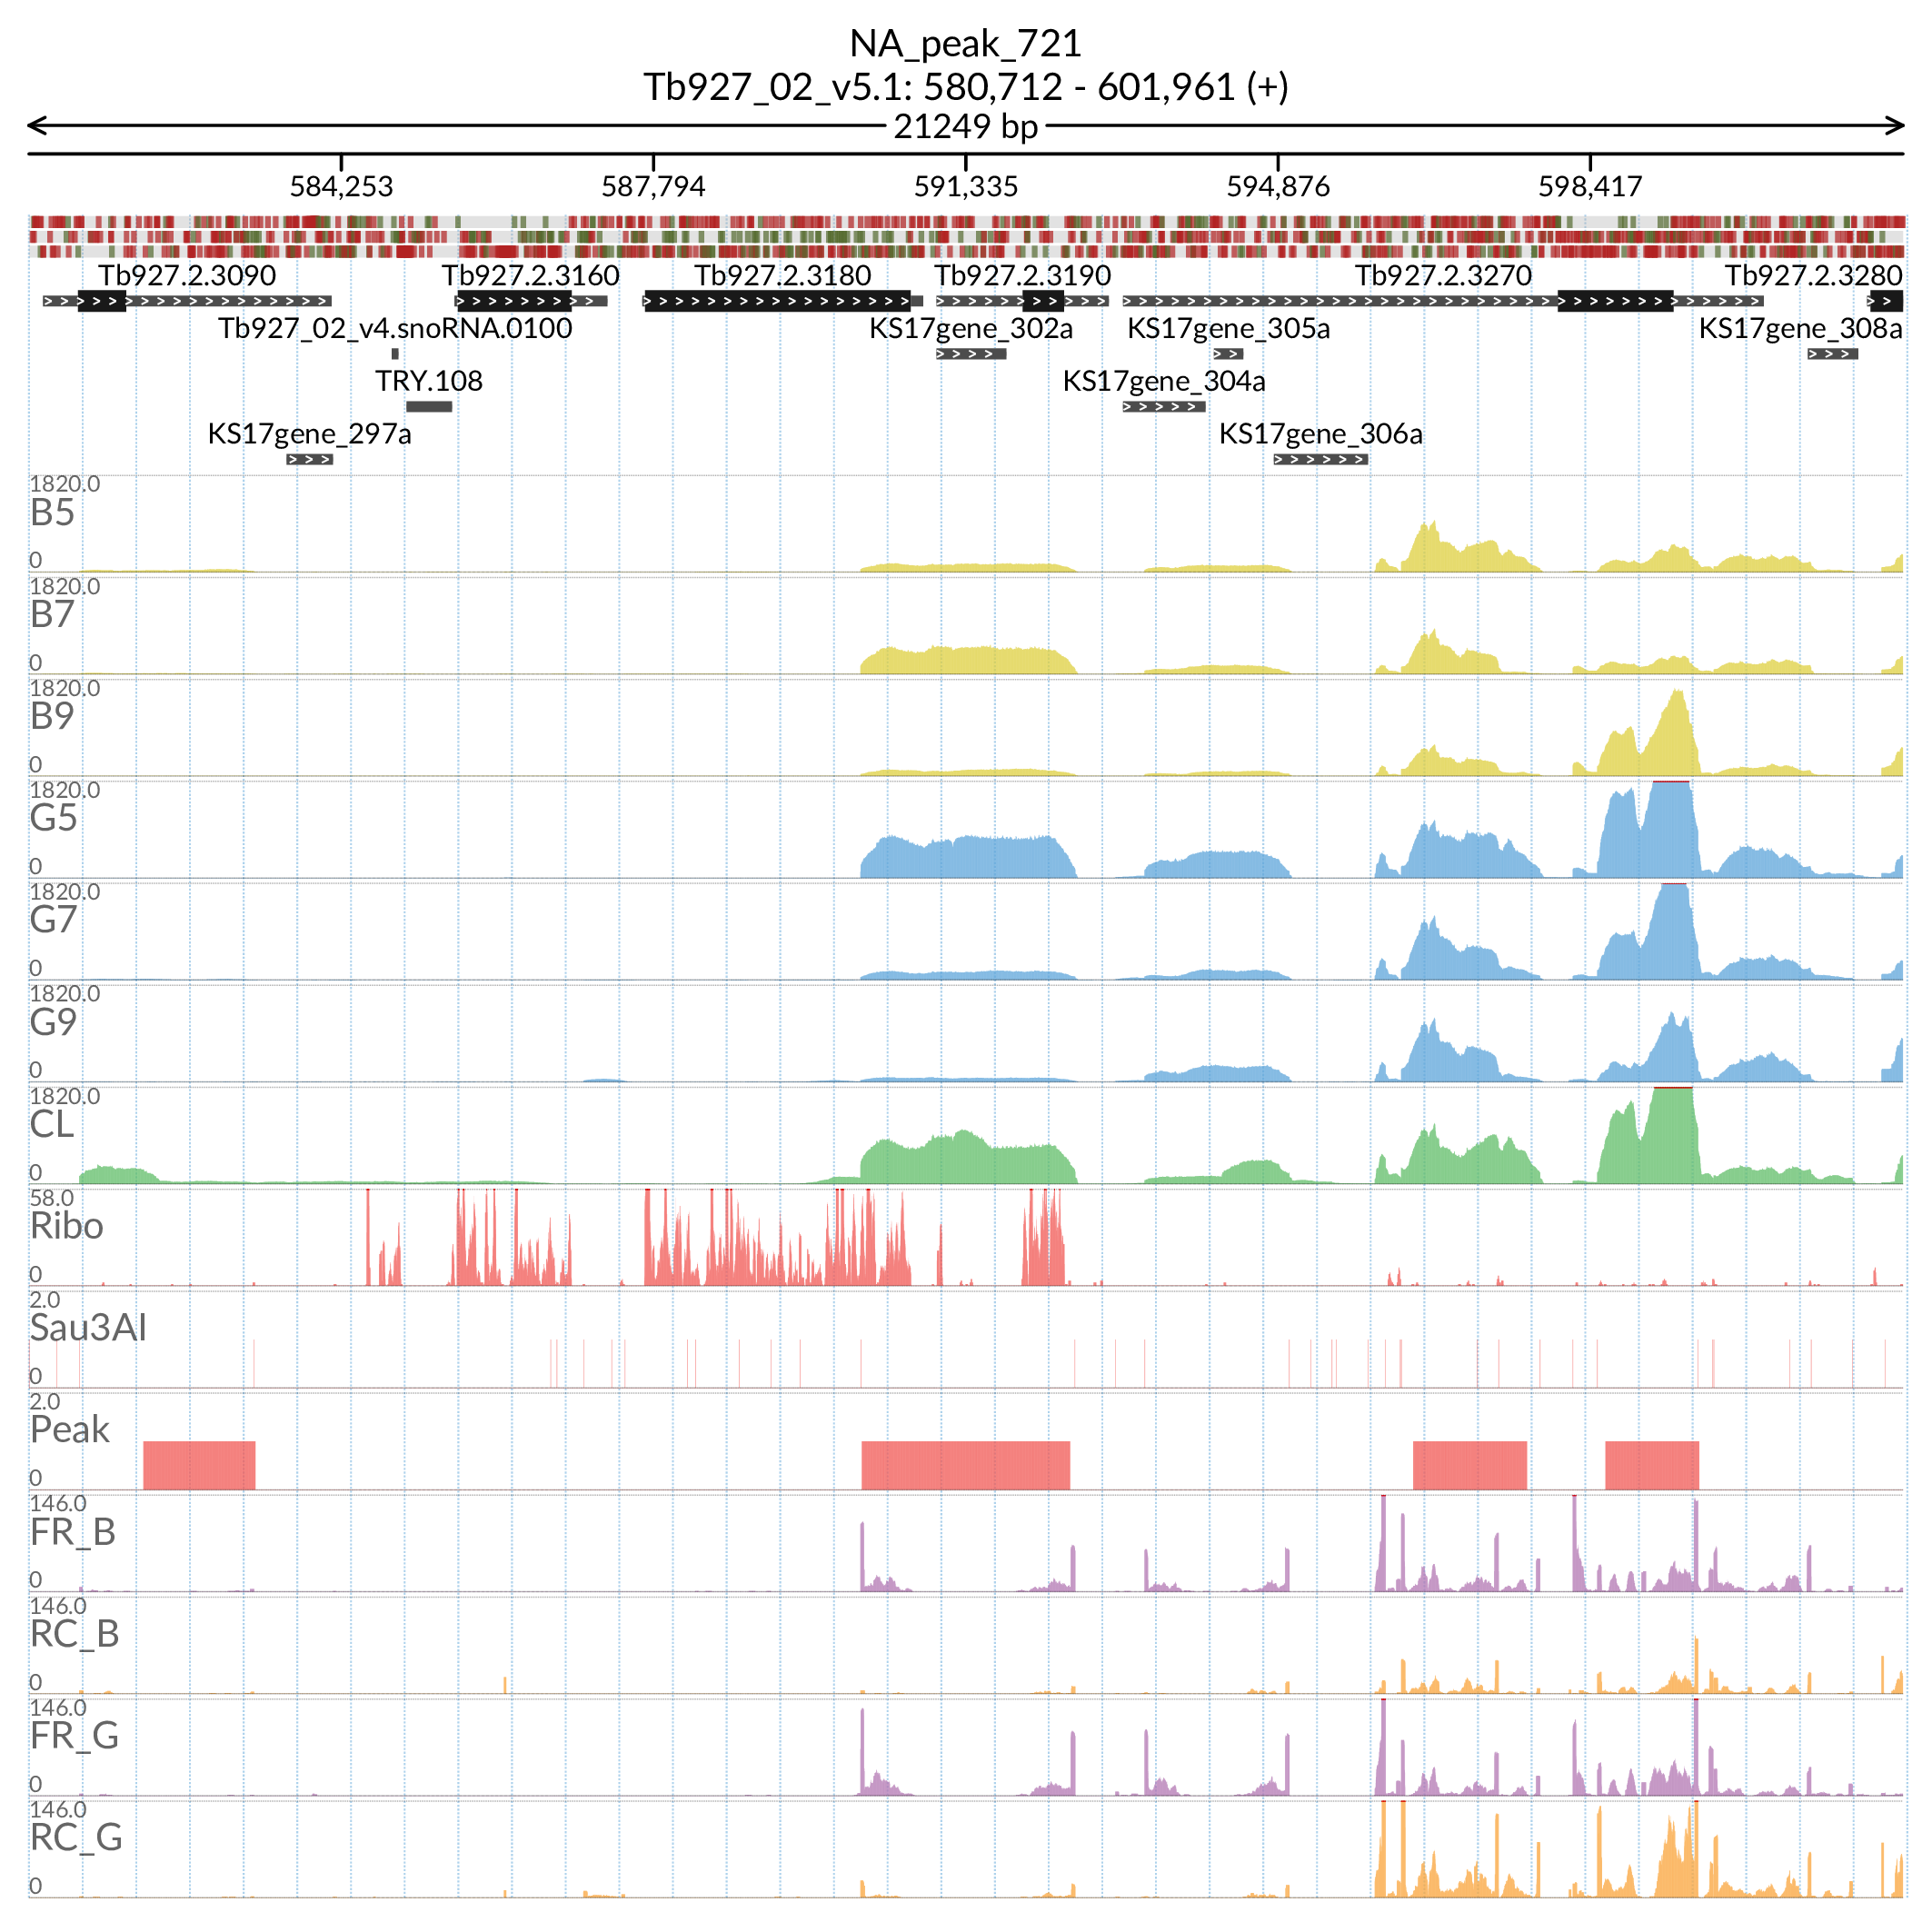 NA_peak_721
Tb927_02_v5.1: 580,712 - 601,961 (+)
21249 bp
584,253 587,794 591,335 594,876 598,417
Tb927.2.3090 Tb927.2.3160 Tb927.2.3180 Tb927.2.3190 Tb927.2.3270 Tb927.2.3280
Tb927_02_v4.snoRNA.0100 KS17gene_302a KS17gene_305a KS17gene_308a
TRY.108 KS17gene_304a
KS17gene_297a KS17gene_306a
1820.0
B5
0
1820.0
B7
0
1820.0
B9
0
1820.0
G5
0
1820.0
G7
0
1820.0
G9
0
1820.0
CL
0
58.0
Ribo
0
2.0
Sau3AI
0
2.0
Peak
0
146.0
FR_B
0
146.0
RC_B
0
146.0
FR_G
0
146.0
RC_G
0